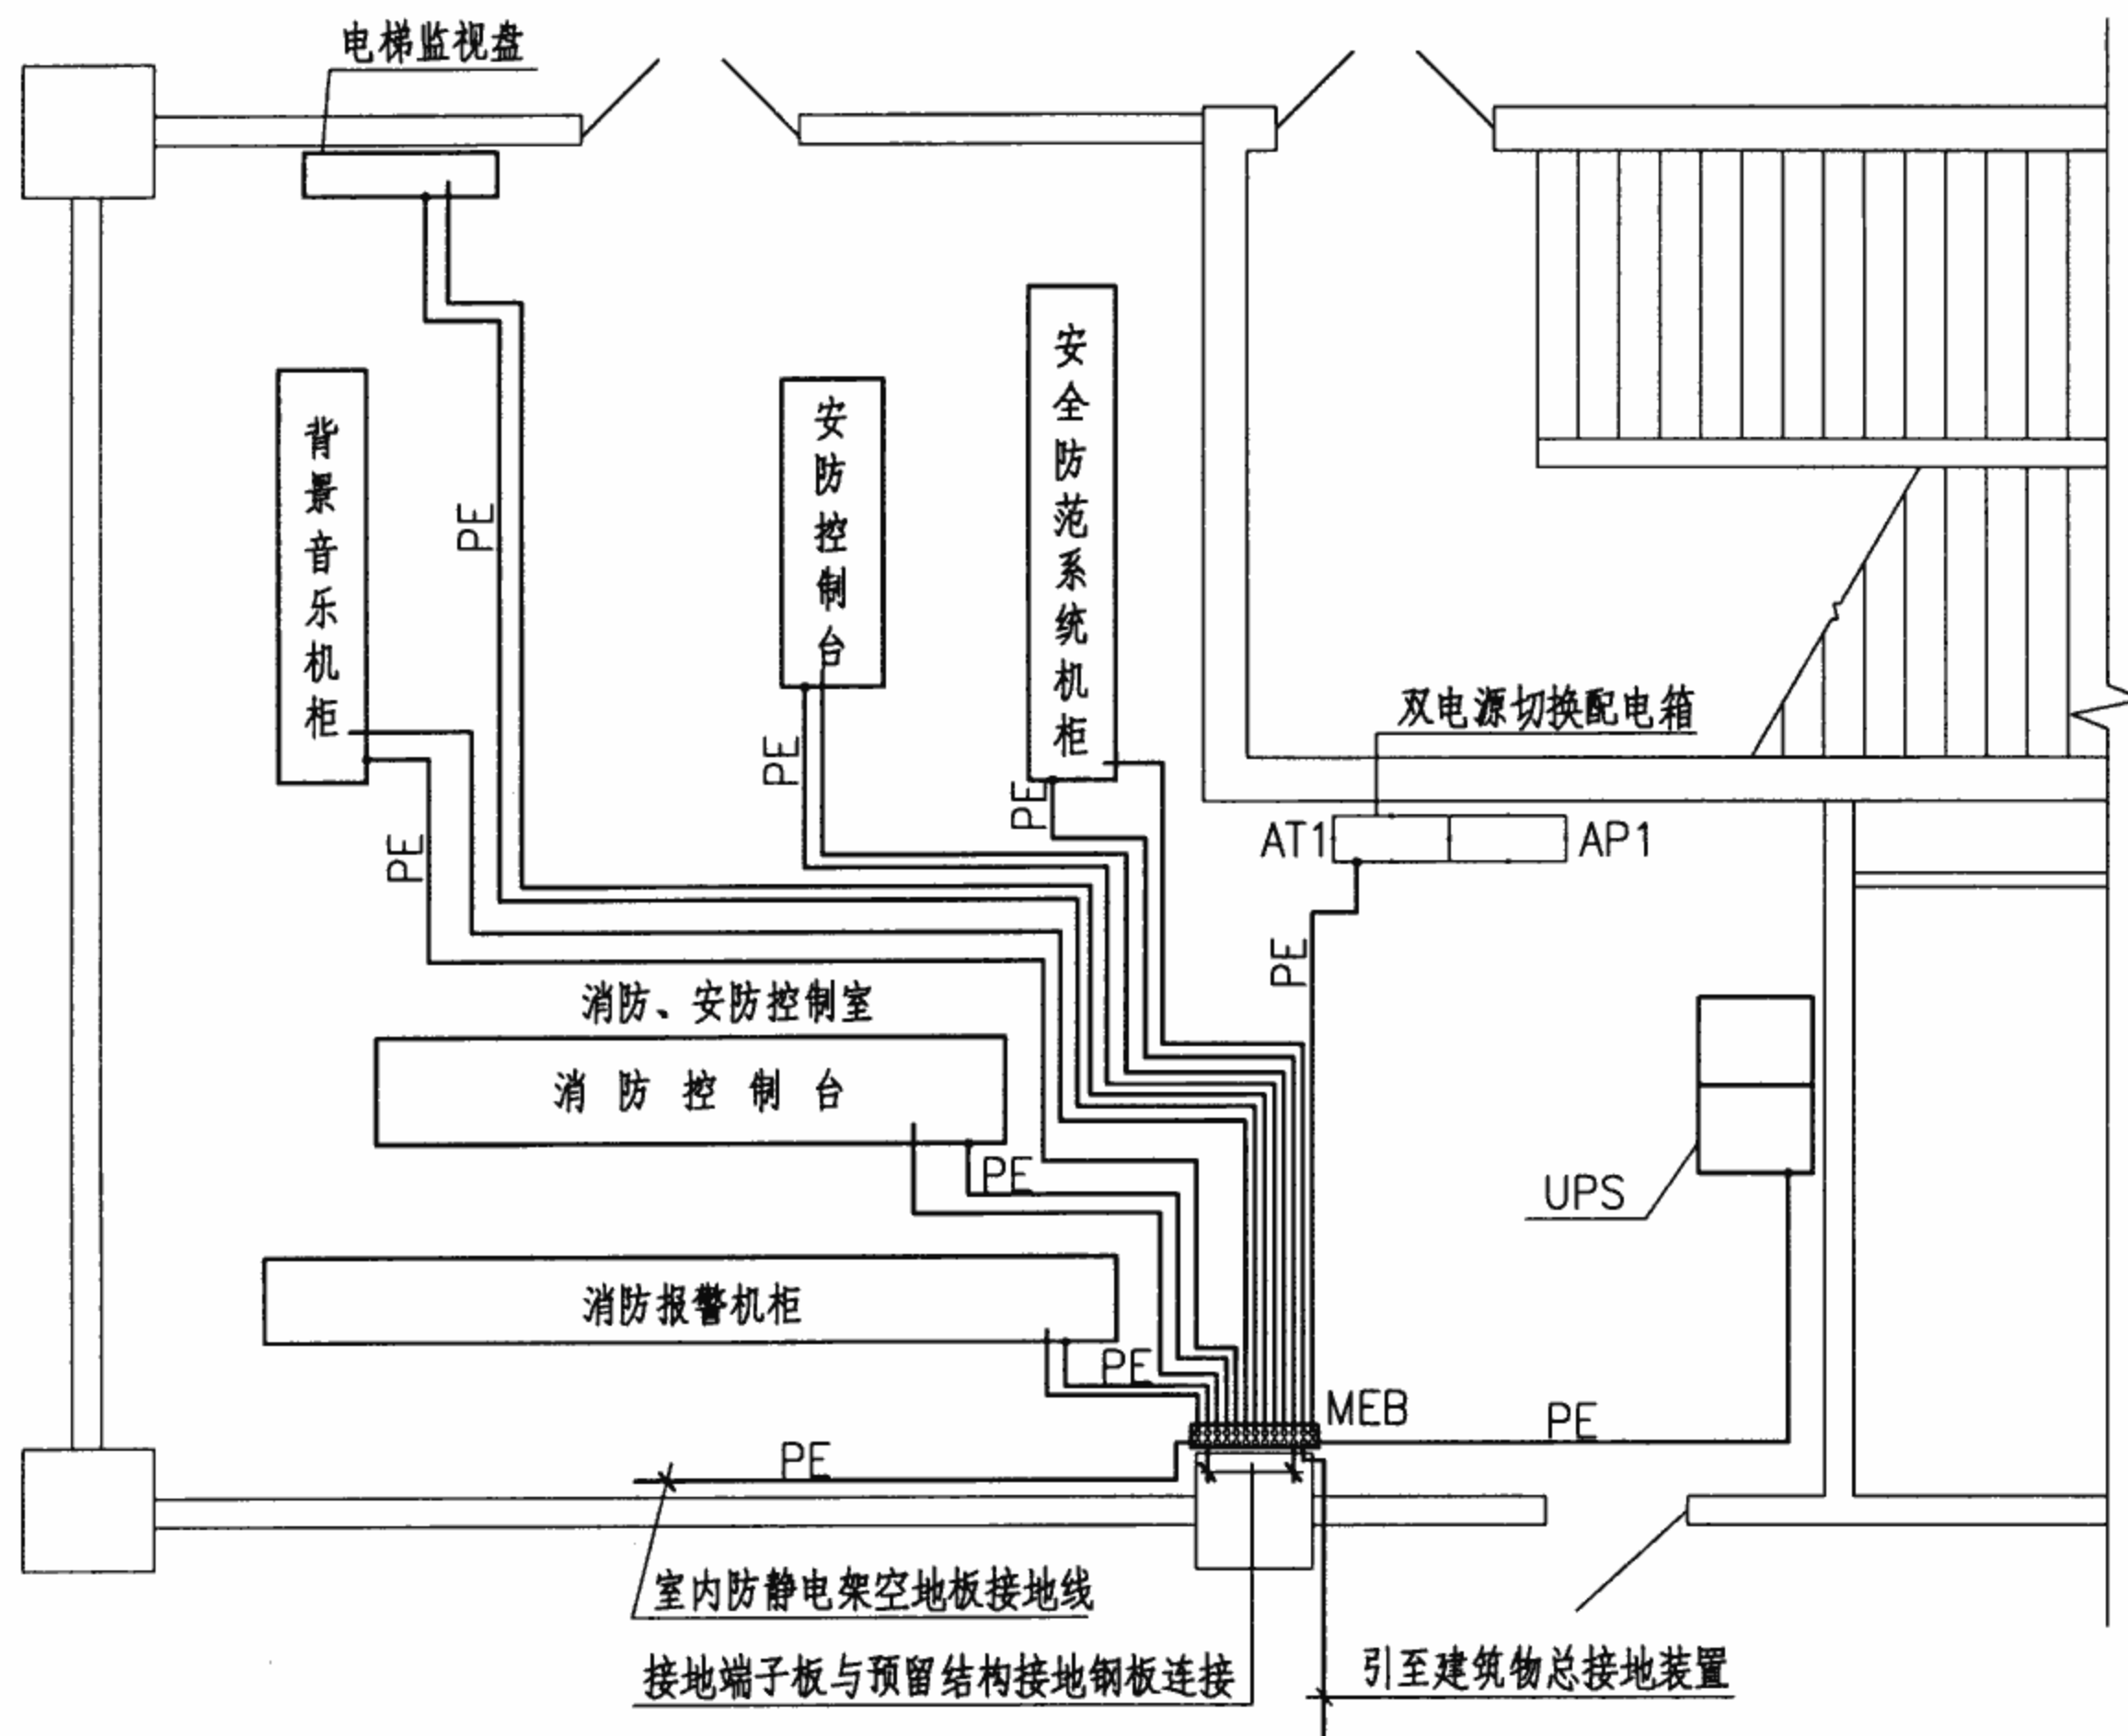 电梯监视盘
背景音乐机柜
PE
安防控制台
安全防范系统机柜
PE
PE
PE
双电源切换配电箱
AT1
AP1
PE
消防、安防控制室
消防控制台
PE
UPS
消防报警机柜
PE
MEB
PE
PE
室内防静电架空地板接地线
接地端子板与预留结构接地钢板连接
引至建筑物总接地装置